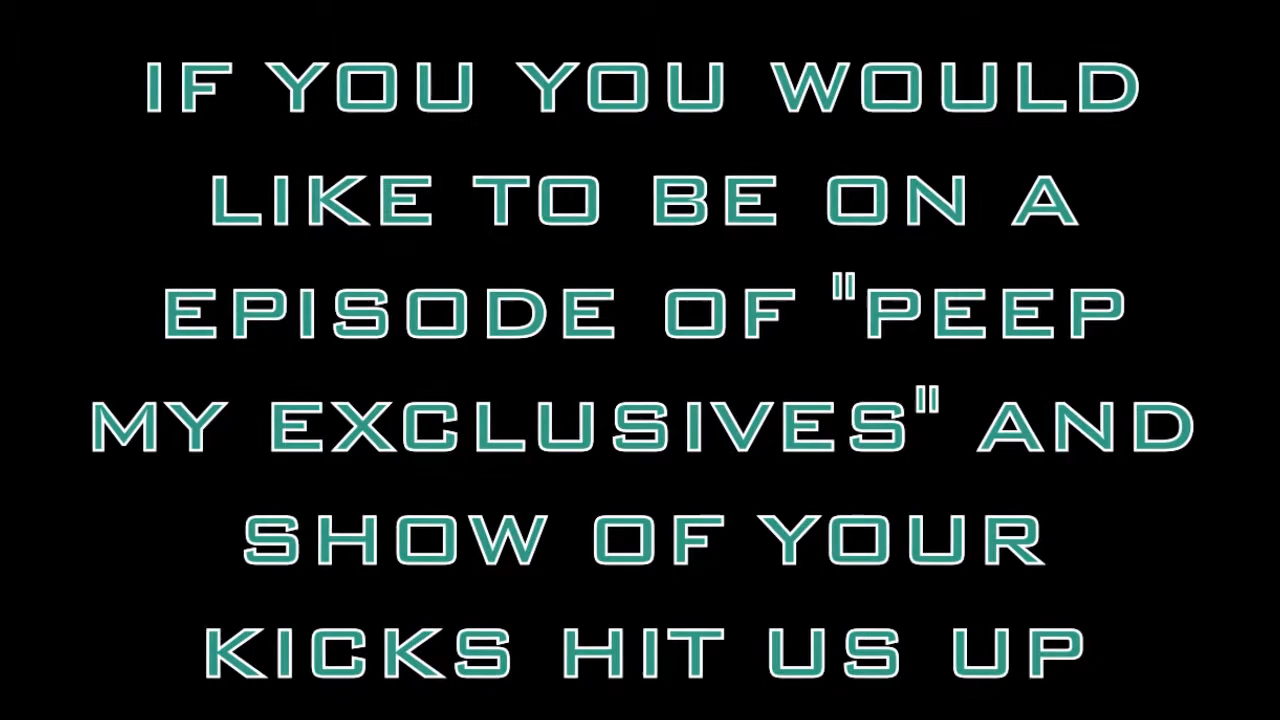 IF YOU YOU WOULD
LIKE TO BE ON A
EPISODE OF "PEEP
MY EXCLUSIVES" AND
SHOW OF YOUR
KICKS HIT US UP